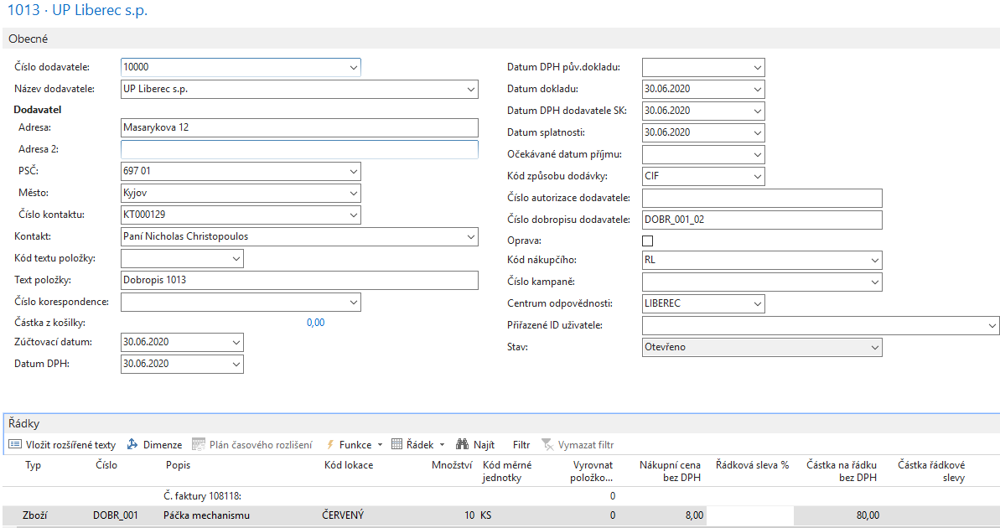 1013 · UP Liberec s.p.
Obecné
Číslo dodavatele: 10000
Název dodavatele: UP Liberec s.p.
Dodavatel
Adresa: Masarykova 12
Adresa 2:
PSČ: 697 01
Město: Kyjov
Číslo kontaktu: KT000129
Kontakt: Paní Nicholas Christopoulos
Kód textu položky:
Text položky: Dobropis 1013
Číslo korespondence:
Částka z košilky: 0,00
Zúčtovací datum: 30.06.2020
Datum DPH: 30.06.2020
Datum DPH pův.dokladu:
Datum dokladu: 30.06.2020
Datum DPH dodavatele SK: 30.06.2020
Datum splatnosti: 30.06.2020
Očekávané datum příjmu:
Kód způsobu dodávky: CIF
Číslo autorizace dodavatele:
Číslo dobropisu dodavatele: DOBR_001_02
Oprava:
Kód nákupčího: RL
Číslo kampaně:
Centrum odpovědnosti: LIBEREC
Přiřazené ID uživatele:
Stav: Otevřeno
Řádky
Vložit rozšířené texty Dimenze Plán časového rozlišení Funkce Řádek Najít Filtr Vymazat filtr
Typ Číslo Popis Kód lokace Množství Kód měrné jednotky Vyrovnat položko... Nákupní cena bez DPH Řádková sleva % Částka na řádku bez DPH Částka řádkové slevy
Č. faktury 108118: 0
Zboží DOBR_001 Páčka mechanismu ČERVENÝ 10 KS 0 8,00 80,00